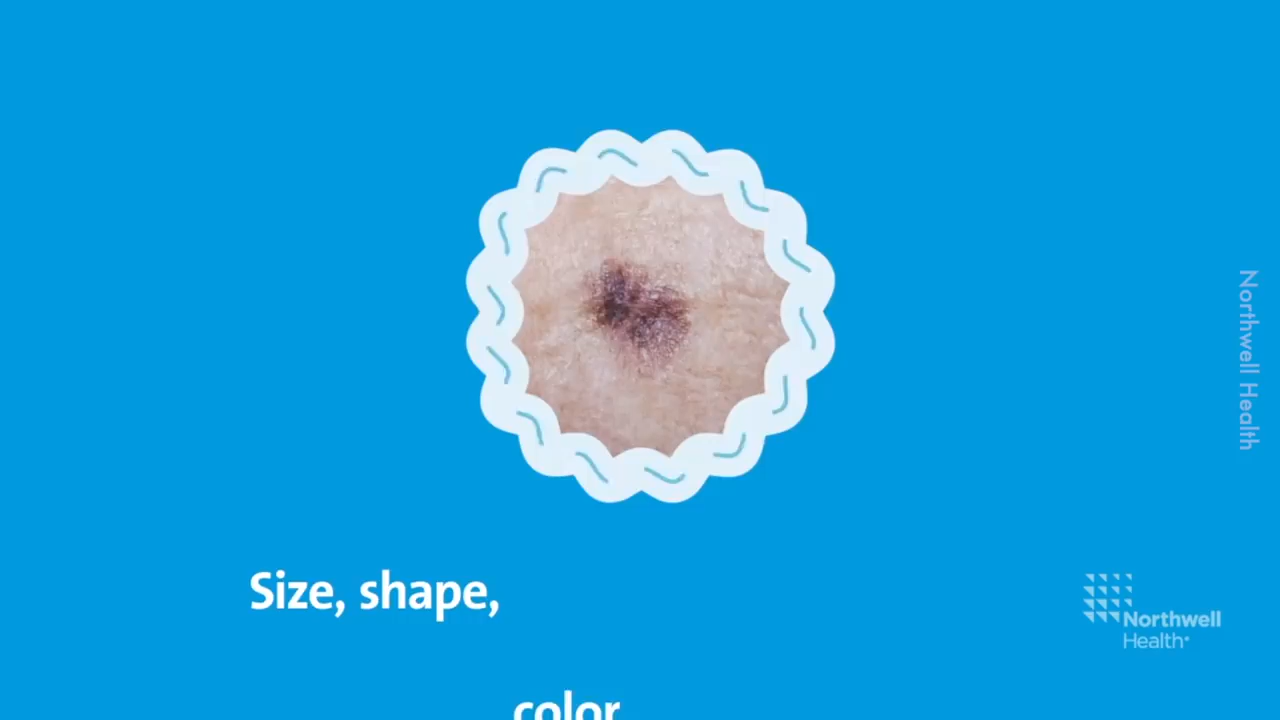 Size, shape,
color
Northwell Health
Northwell
Health